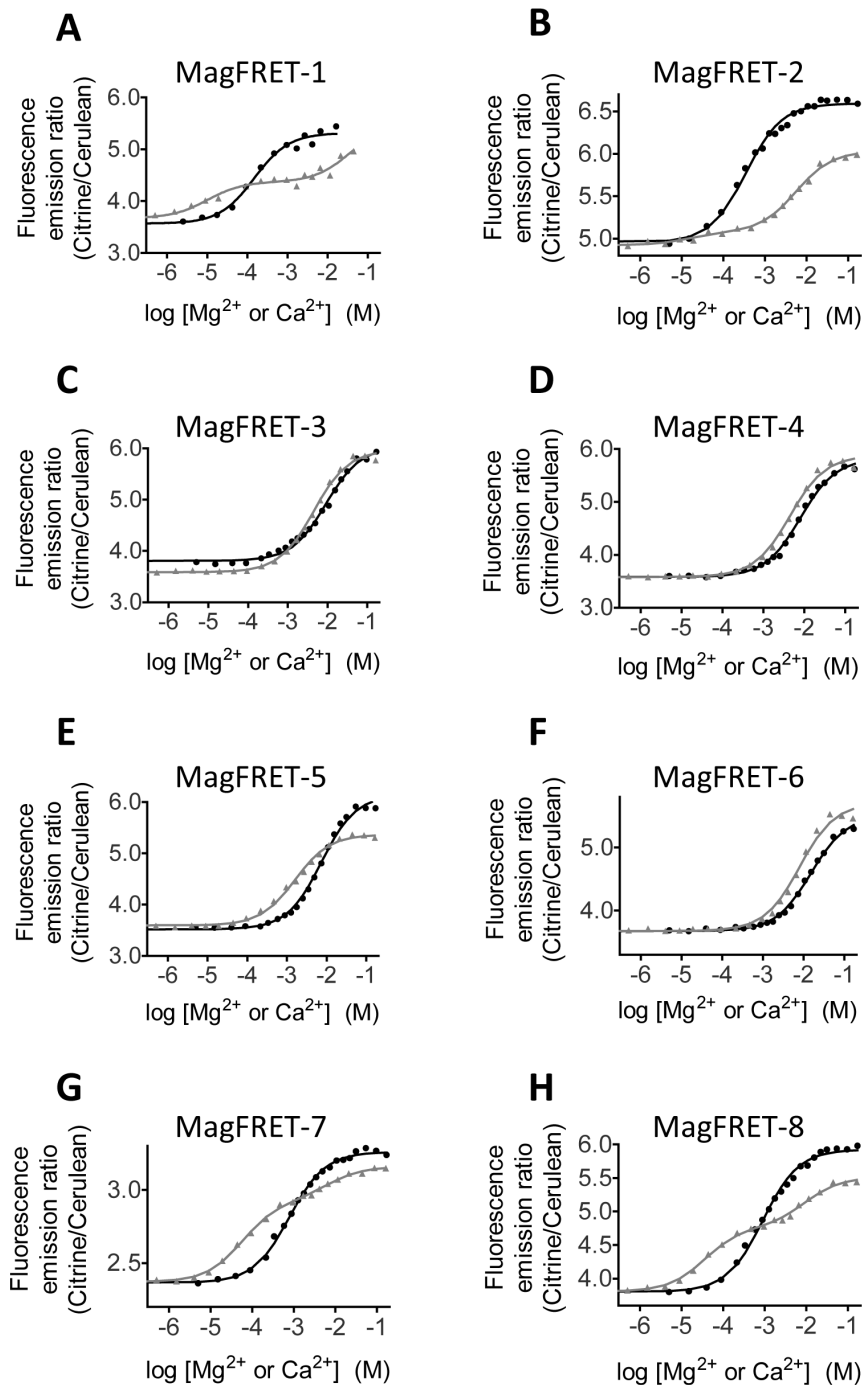 A
MagFRET-1
Fluorescence
emission ratio
(Citrine/Cerulean)
6.0
5.0
4.0
3.0
-6 -5 -4 -3 -2 -1
log [Mg²⁺ or Ca²⁺] (M)
B
MagFRET-2
Fluorescence
emission ratio
(Citrine/Cerulean)
6.5
6.0
5.5
5.0
-6 -5 -4 -3 -2 -1
log [Mg²⁺ or Ca²⁺] (M)
C
MagFRET-3
Fluorescence
emission ratio
(Citrine/Cerulean)
6.0
5.0
4.0
3.0
-6 -5 -4 -3 -2 -1
log [Mg²⁺ or Ca²⁺] (M)
D
MagFRET-4
Fluorescence
emission ratio
(Citrine/Cerulean)
6.0
5.0
4.0
3.0
-6 -5 -4 -3 -2 -1
log [Mg²⁺ or Ca²⁺] (M)
E
MagFRET-5
Fluorescence
emission ratio
(Citrine/Cerulean)
6.0
5.0
4.0
3.0
-6 -5 -4 -3 -2 -1
log [Mg²⁺ or Ca²⁺] (M)
F
MagFRET-6
Fluorescence
emission ratio
(Citrine/Cerulean)
5.0
4.0
-6 -5 -4 -3 -2 -1
log [Mg²⁺ or Ca²⁺] (M)
G
MagFRET-7
Fluorescence
emission ratio
(Citrine/Cerulean)
3.0
2.5
-6 -5 -4 -3 -2 -1
log [Mg²⁺ or Ca²⁺] (M)
H
MagFRET-8
Fluorescence
emission ratio
(Citrine/Cerulean)
6.0
5.5
5.0
4.5
4.0
-6 -5 -4 -3 -2 -1
log [Mg²⁺ or Ca²⁺] (M)